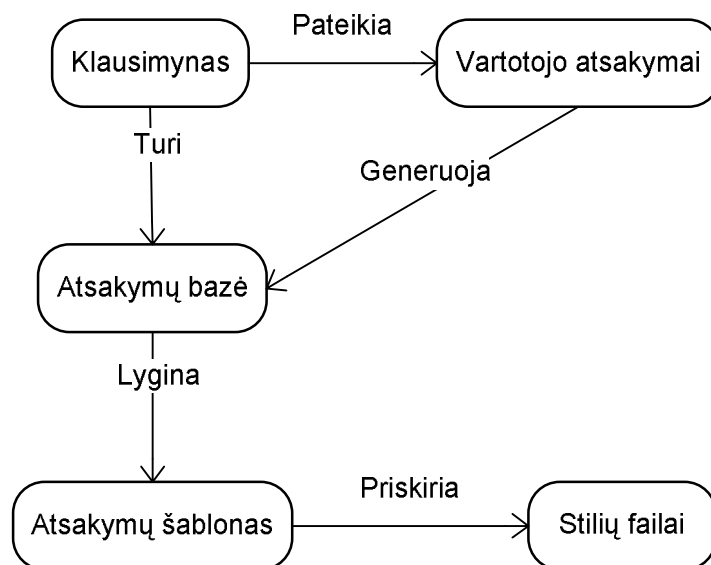 Pateikia
Klausimynas
Vartotojo atsakymai
Turi
Generuoja
Atsakymų bazė
Lygina
Priskiria
Atsakymų šablonas
Stilių failai